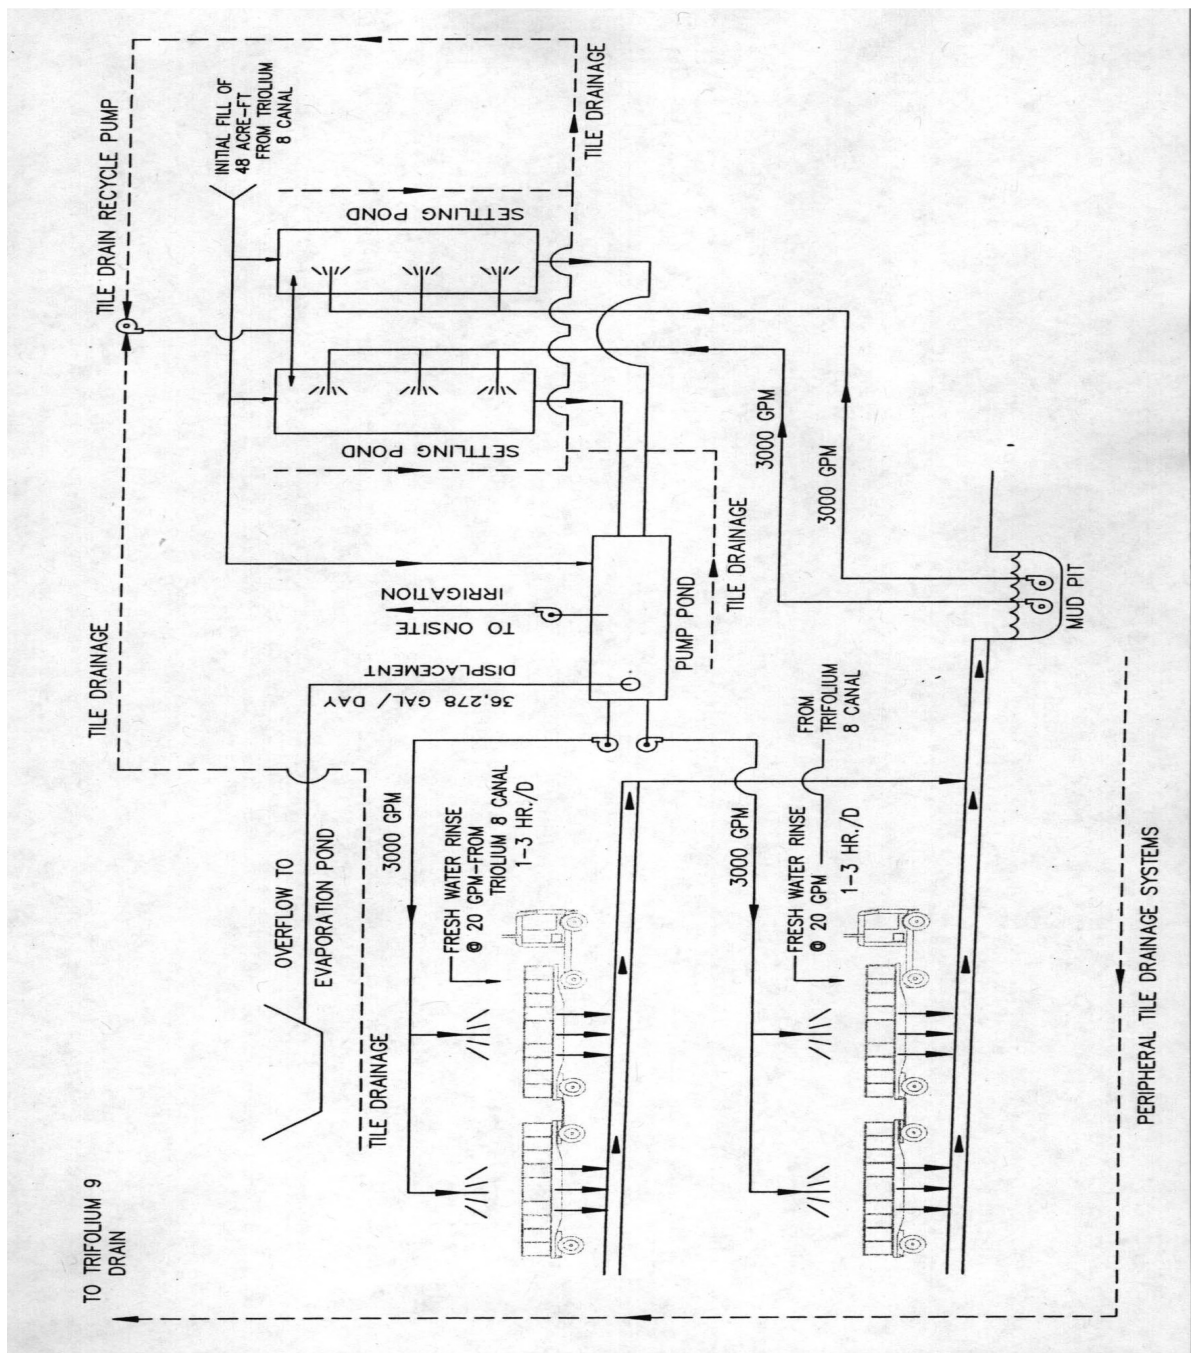 TILE DRAIN RECYCLE PUMP
INITIAL FILL OF
48 ACRE-FT
FROM TRIOLIUM
8 CANAL
TILE DRAINAGE
SETTLING POND
SETTLING POND
TILE DRAINAGE
3000 GPM
3000 GPM
TO ONSITE
IRRIGATION
PUMP POND
TILE DRAINAGE
MUD PIT
36,278 GAL/ DAY
DISPLACEMENT
OVERFLOW TO
EVAPORATION POND
3000 GPM
FRESH WATER RINSE
@ 20 GPM-FROM
TRIOLIUM 8 CANAL
1-3 HR./D
3000 GPM
FRESH WATER RINSE
@ 20 GPM
FROM
TRIFOLIUM
8 CANAL
1-3 HR./D
TILE DRAINAGE
PERIPHERAL TILE DRAINAGE SYSTEMS
TO TRIFOLIUM 9
DRAIN